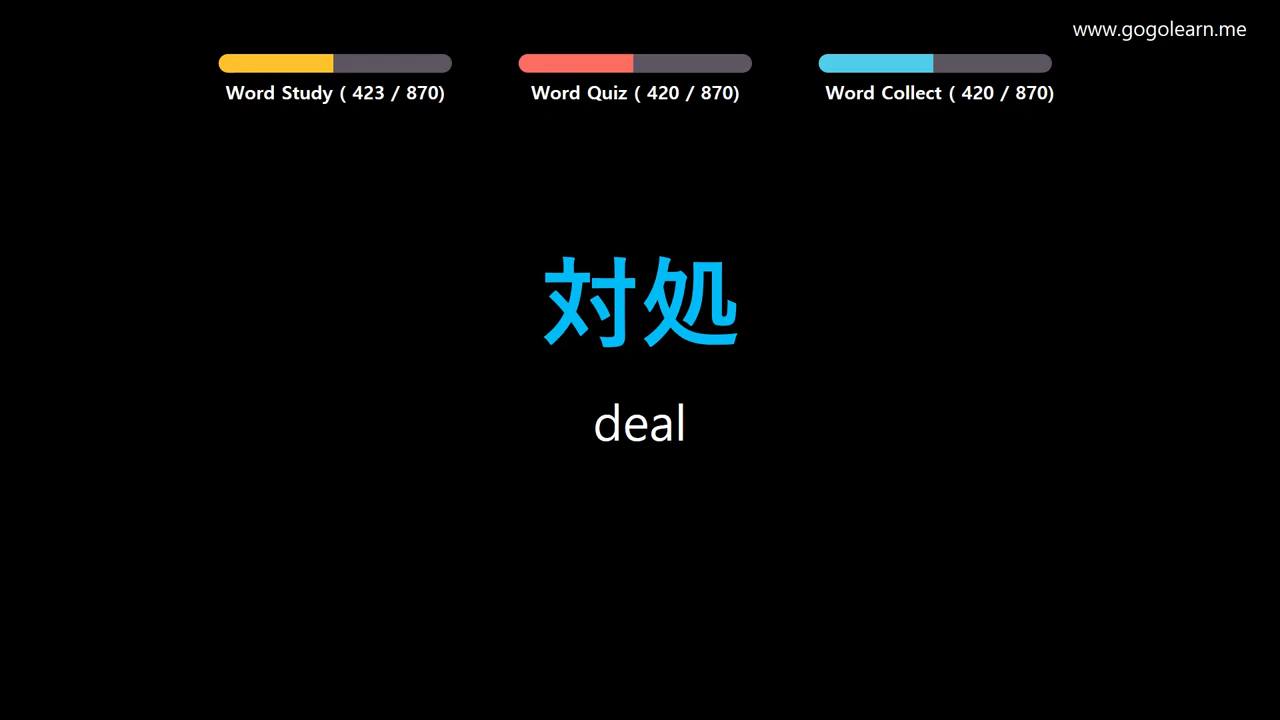 www.gogolearn.me
Word Study ( 423 / 870)
Word Quiz ( 420 / 870)
Word Collect ( 420 / 870)
対処
deal